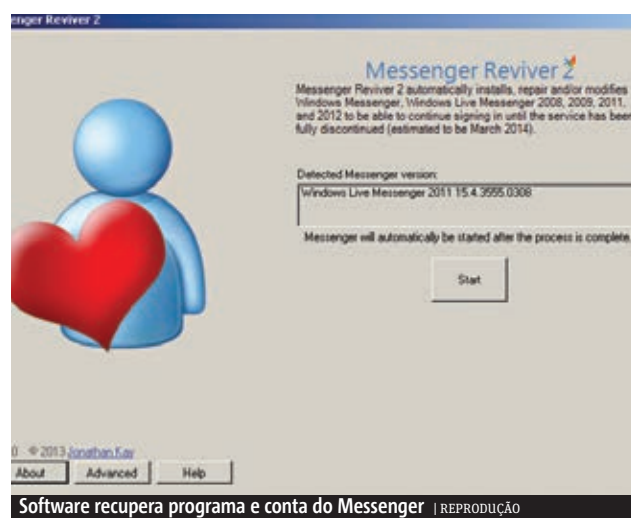 enger Reviver 2
Messenger Reviver 2
Messenger Reviver 2 automatically installs, repair and/or modifies
Windows Messenger, Windows Live Messenger 2008, 2009, 2011,
and 2012 to be able to continue signing in until the service has been
fully discontinued (estimated to be March 2014).
Detected Messenger version:
Windows Live Messenger 2011 15.4.3555.0308
Messenger will automatically be started after the process is complete.
Start
0 © 2013 Jonathan Kay
About Advanced Help
Software recupera programa e conta do Messenger | REPRODUÇÃO